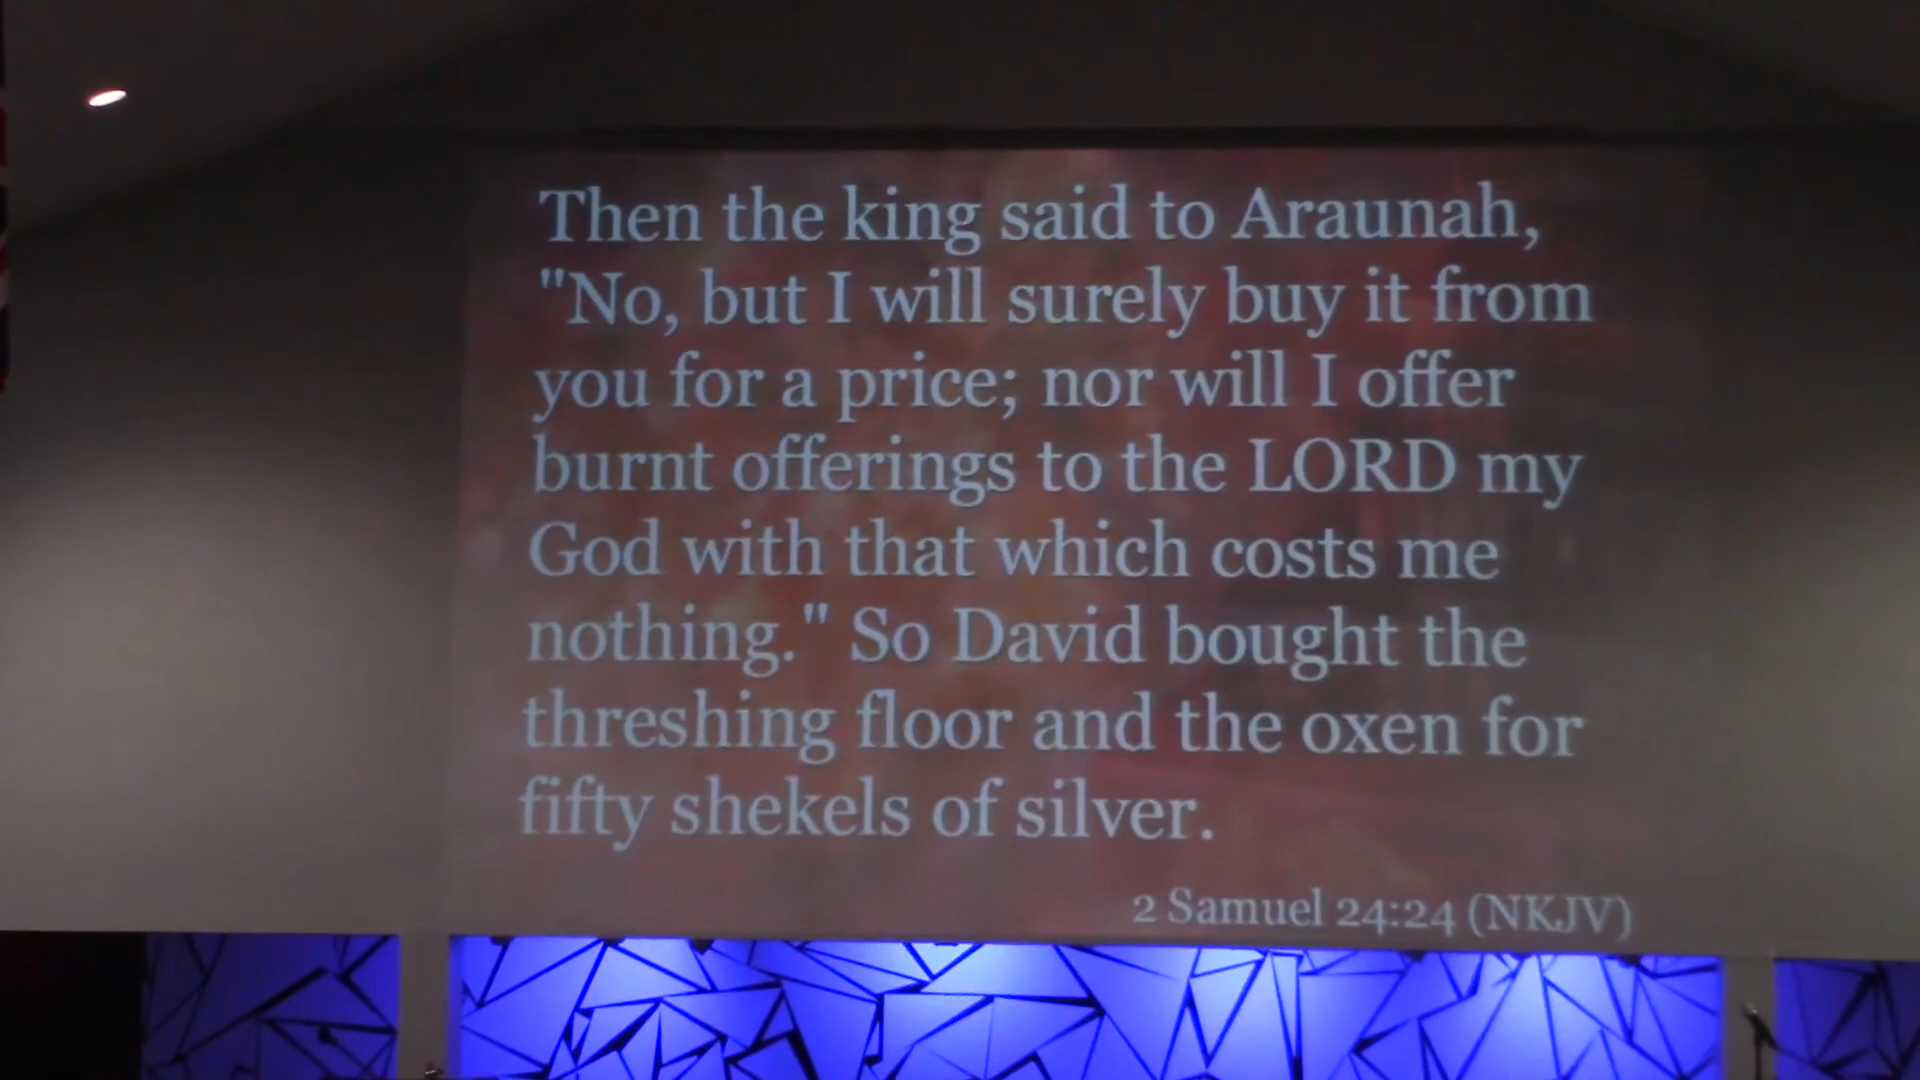 Then the king said to Araunah,
"No, but I will surely buy it from
you for a price; nor will I offer
burnt offerings to the LORD my
God with that which costs me
nothing." So David bought the
threshing floor and the oxen for
fifty shekels of silver.
2 Samuel 24:24 (NKJV)